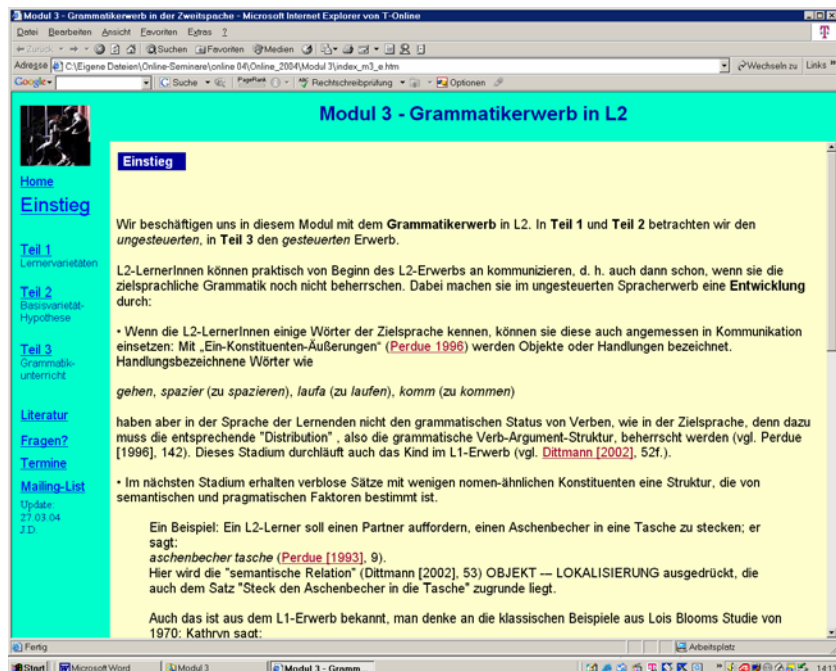 Modul 3 - Grammatikerwerb in der Zweitspache - Microsoft Internet Explorer von T-Online
Datei Bearbeiten Ansicht Favoriten Extras ?
Zurück Suchen Favoriten Medien
Adresse C:\Eigene Dateien\Online-Seminare\online 04\Online_2004\Modul 3\index_m3_e.htm Wechseln zu Links »
Google Suche PageRank Rechtschreibprüfung Optionen
Modul 3 - Grammatikerwerb in L2
Home
Einstieg
Teil 1
Lernervarietäten
Teil 2
Basisvarietät-
Hypothese
Teil 3
Grammatik-
unterricht
Literatur
Fragen?
Termine
Mailing-List
Update:
27.03.04
J.D.
Einstieg
Wir beschäftigen uns in diesem Modul mit dem Grammatikerwerb in L2. In Teil 1 und Teil 2 betrachten wir den
ungesteuerten, in Teil 3 den gesteuerten Erwerb.
L2-LernerInnen können praktisch von Beginn des L2-Erwerbs an kommunizieren, d. h. auch dann schon, wenn sie die
zielsprachliche Grammatik noch nicht beherrschen. Dabei machen sie im ungesteuerten Spracherwerb eine Entwicklung
durch:
• Wenn die L2-LernerInnen einige Wörter der Zielsprache kennen, können sie diese auch angemessen in Kommunikation
einsetzen: Mit „Ein-Konstituenten-Äußerungen“ (Perdue 1996) werden Objekte oder Handlungen bezeichnet.
Handlungsbezeichnene Wörter wie
gehen, spazier (zu spazieren), laufa (zu laufen), komm (zu kommen)
haben aber in der Sprache der Lernenden nicht den grammatischen Status von Verben, wie in der Zielsprache, denn dazu
muss die entsprechende "Distribution" , also die grammatische Verb-Argument-Struktur, beherrscht werden (vgl. Perdue
[1996], 142). Dieses Stadium durchläuft auch das Kind im L1-Erwerb (vgl. Dittmann [2002], 52f.).
• Im nächsten Stadium erhalten verblose Sätze mit wenigen nomen-ähnlichen Konstituenten eine Struktur, die von
semantischen und pragmatischen Faktoren bestimmt ist.
Ein Beispiel: Ein L2-Lerner soll einen Partner auffordern, einen Aschenbecher in eine Tasche zu stecken; er
sagt:
aschenbecher tasche (Perdue [1993], 9).
Hier wird die "semantische Relation" (Dittmann [2002], 53) OBJEKT --- LOKALISIERUNG ausgedrückt, die
auch dem Satz "Steck den Aschenbecher in die Tasche" zugrunde liegt.
Auch das ist aus dem L1-Erwerb bekannt, man denke an die klassischen Beispiele aus Lois Blooms Studie von
1970: Kathryn sagt:
Fertig Arbeitsplatz
Start Microsoft Word Modul 3 Modul 3 - Gramm...